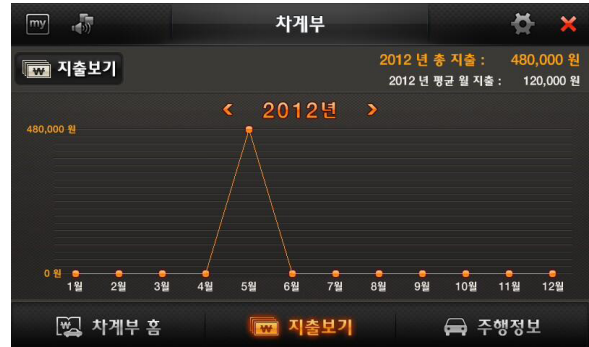 my
차계부
지출보기
2012 년 총 지출 : 480,000 원
2012 년 평균 월 지출 : 120,000 원
< 2012년 >
480,000 원
0 원
1월 2월 3월 4월 5월 6월 7월 8월 9월 10월 11월 12월
차계부 홈
지출보기
주행정보